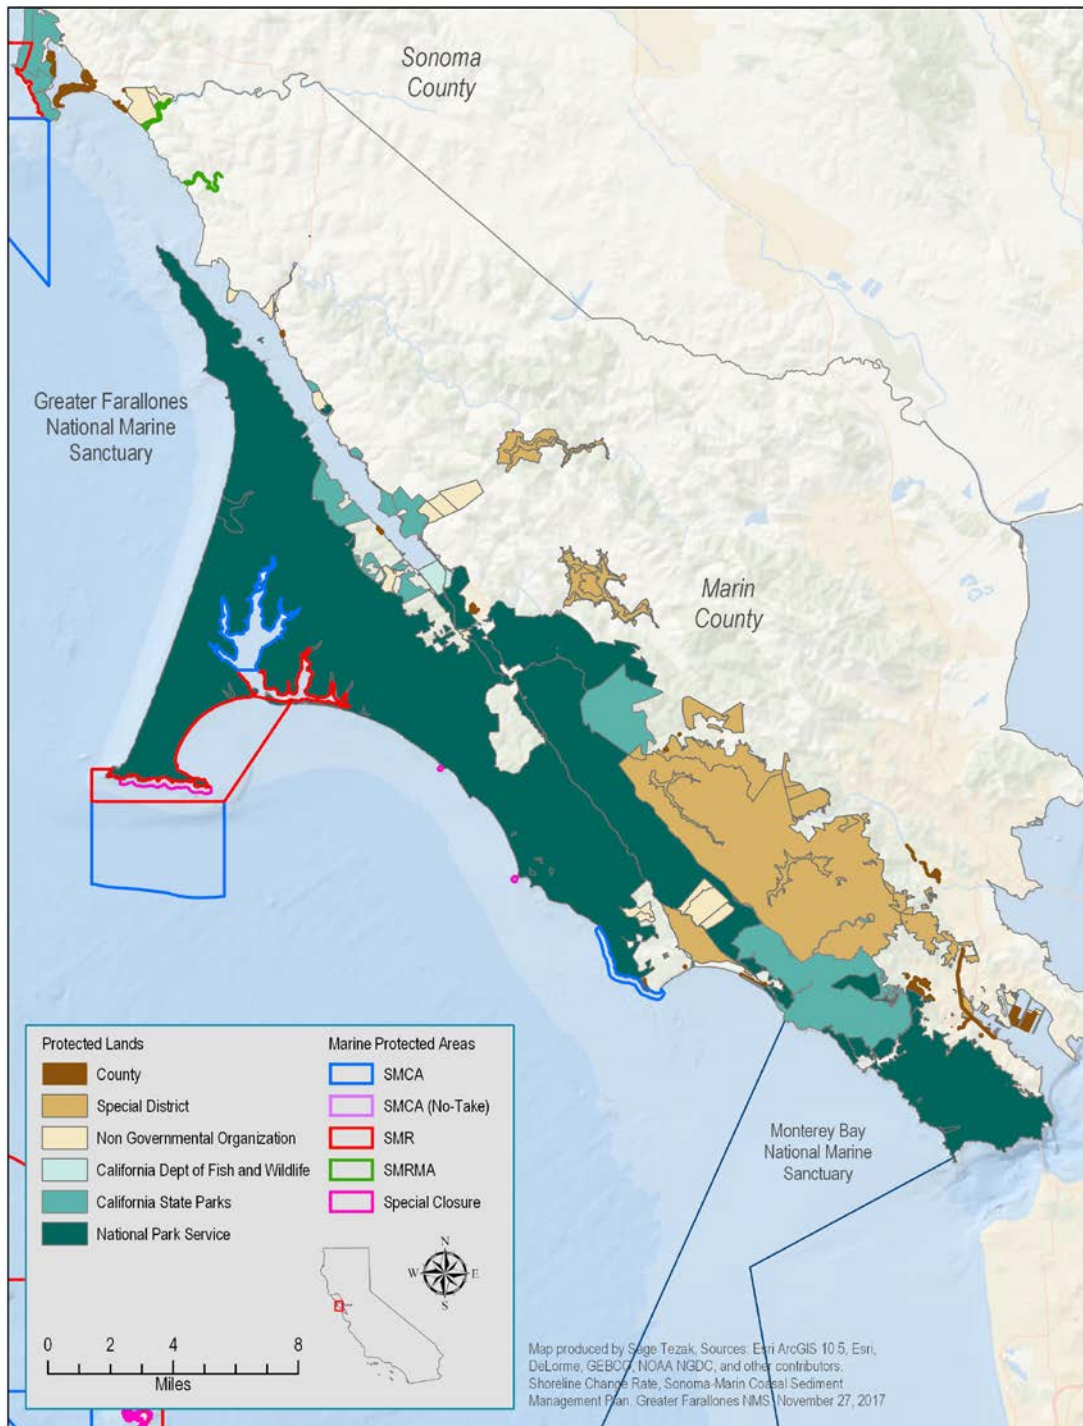 Sonoma
County
Greater Farallones
National Marine
Sanctuary
Marin
County
Monterey Bay
National Marine
Sanctuary
Protected Lands
County
Special District
Non Governmental Organization
California Dept of Fish and Wildlife
California State Parks
National Park Service
Marine Protected Areas
SMCA
SMCA (No-Take)
SMR
SMRMA
Special Closure
N
W E
S
0 2 4 8
Miles
Map produced by Sage Tezak, Sources: Esri ArcGIS 10.5, Esri,
DeLorme, GEBCO, NOAA NGDC, and other contributors.
Shoreline Change Rate, Sonoma-Marin Coastal Sediment
Management Plan. Greater Farallones NMS, November 27, 2017